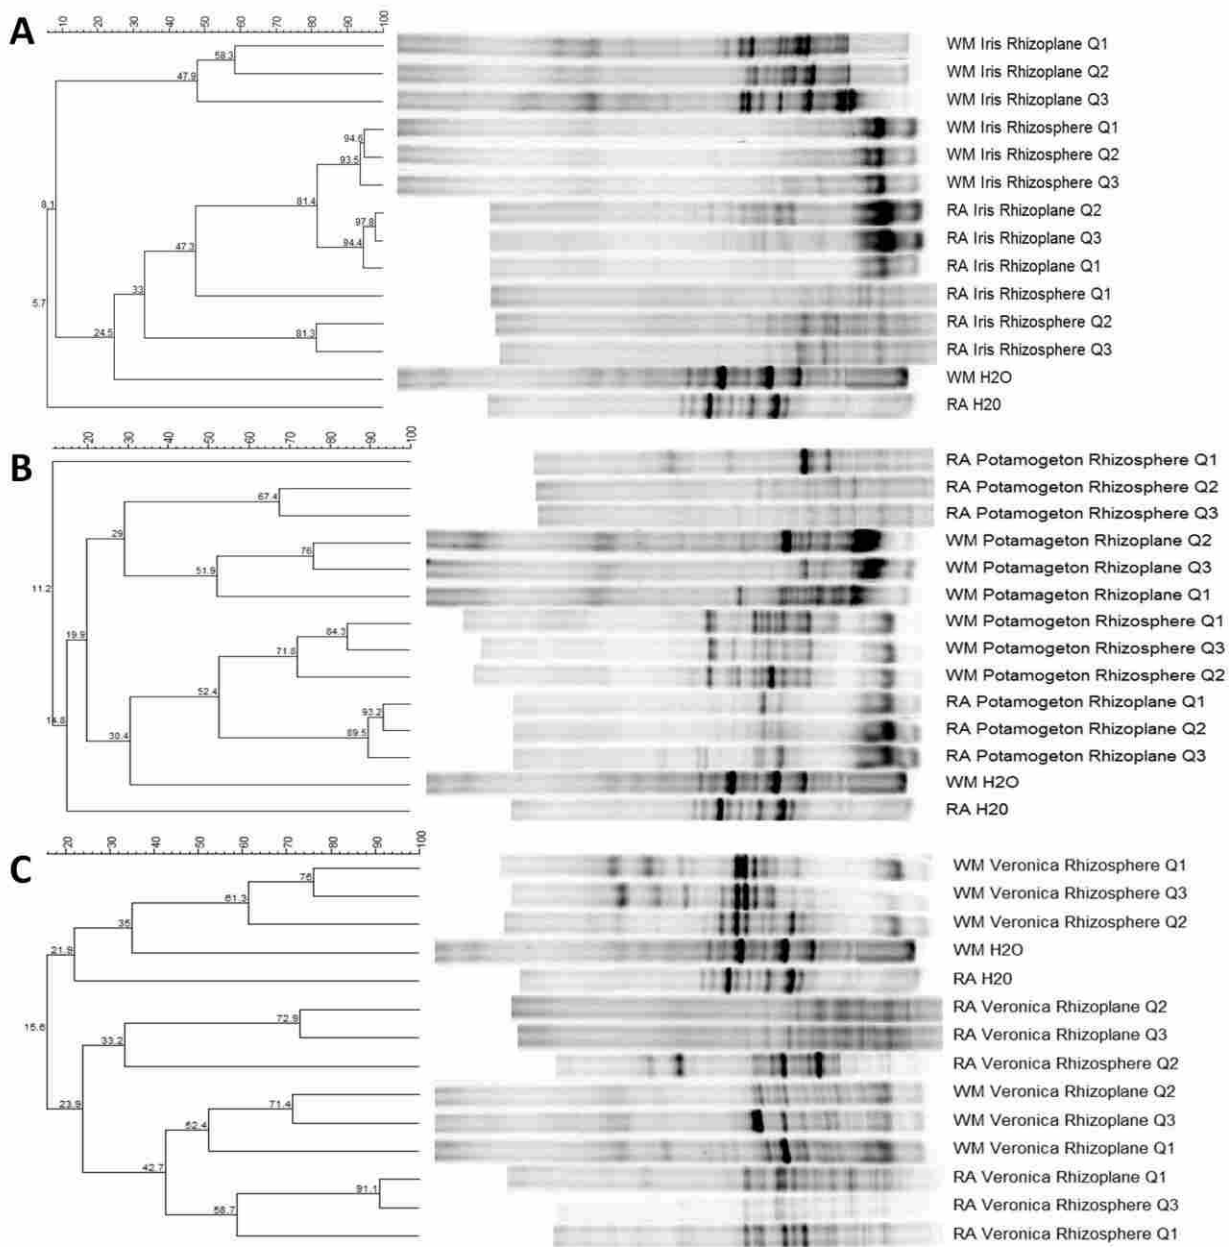 A
10 20 30 40 50 60 70 80 90 100
58.3
WM Iris Rhizoplane Q1
47.9
WM Iris Rhizoplane Q2
WM Iris Rhizoplane Q3
94.6
WM Iris Rhizosphere Q1
93.5
WM Iris Rhizosphere Q2
WM Iris Rhizosphere Q3
8.1
81.4
97.8
RA Iris Rhizoplane Q2
47.3
94.4
RA Iris Rhizoplane Q3
RA Iris Rhizoplane Q1
33
RA Iris Rhizosphere Q1
5.7
24.5
81.3
RA Iris Rhizosphere Q2
RA Iris Rhizosphere Q3
WM H2O
RA H20
B
20 30 40 50 60 70 80 90 100
RA Potamogeton Rhizosphere Q1
67.4
RA Potamogeton Rhizosphere Q2
29
RA Potamogeton Rhizosphere Q3
76
WM Potamageton Rhizoplane Q2
11.2
51.9
WM Potamageton Rhizoplane Q3
WM Potamageton Rhizoplane Q1
19.9
84.3
WM Potamogeton Rhizosphere Q1
71.8
WM Potamogeton Rhizosphere Q3
52.4
WM Potamogeton Rhizosphere Q2
14.8
93.2
RA Potamogeton Rhizoplane Q1
30.4
89.5
RA Potamogeton Rhizoplane Q2
RA Potamogeton Rhizoplane Q3
WM H2O
RA H20
C
20 30 40 50 60 70 80 90 100
76
WM Veronica Rhizosphere Q1
61.3
WM Veronica Rhizosphere Q3
35
WM Veronica Rhizosphere Q2
21.9
WM H2O
RA H20
15.6
72.9
RA Veronica Rhizoplane Q2
33.2
RA Veronica Rhizoplane Q3
RA Veronica Rhizosphere Q2
23.9
71.4
WM Veronica Rhizoplane Q2
52.4
WM Veronica Rhizoplane Q3
42.7
WM Veronica Rhizoplane Q1
91.1
RA Veronica Rhizoplane Q1
58.7
RA Veronica Rhizosphere Q3
RA Veronica Rhizosphere Q1